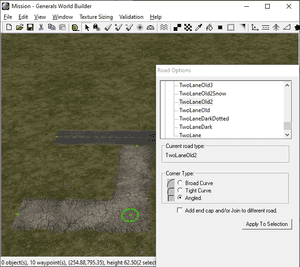 Mission - Generals World Builder
File Edit View Window Texture Sizing Validation Help
Road Options
TwoLaneOld3
TwoLaneOld2Snow
TwoLaneOld2
TwoLaneOld
TwoLaneDarkDotted
TwoLaneDark
TwoLane
Current road type:
TwoLaneOld2
Corner Type:
Broad Curve
Tight Curve.
Angled.
Add end cap and/or Join to different road.
Apply To Selection
0 object(s), 10 waypoint(s), (254.88,795.35), height 62.50(2 selec